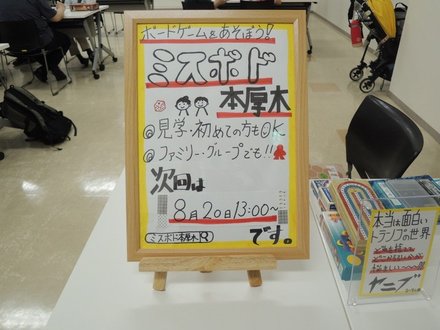 ボードゲームをあそぼう!
ミスボド
本厚木
◎見学・初めての方もOK
◎ファミリー・グループでも!!
次回は
8月20日13:00~
です。
ミスボド本厚木
本当は面白い
トランプの世界
ヤニブ